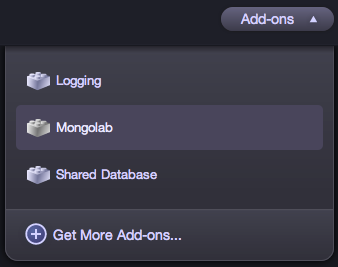 Add-ons ▲
Logging
Mongolab
Shared Database
Get More Add-ons...